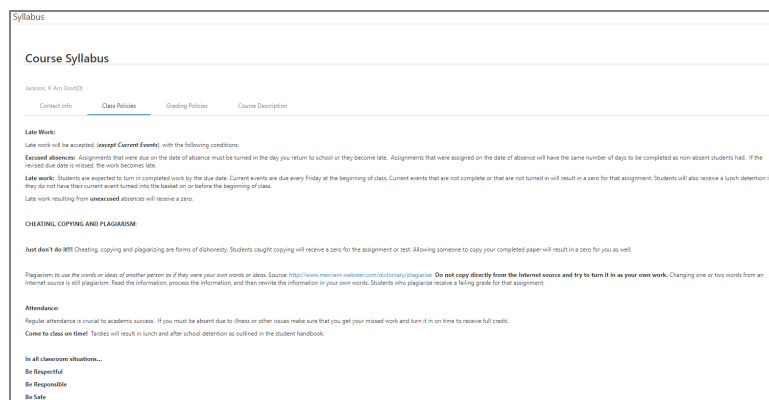 Syllabus
Course Syllabus
Jackson, K Am Govt(D)
Contact Info Class Policies Grading Policies Course Description
Late Work:
Late work will be accepted, (except Current Events), with the following conditions:
Excused absences: Assignments that were due on the date of absence must be turned in the day you return to school or they become late. Assignments that were assigned on the date of absence will have the same number of days to be completed as non-absent students had. If the
revised due date is missed, the work becomes late.
Late work: Students are expected to turn in completed work by the due date. Current events are due every Friday at the beginning of class. Current events that are not complete or that are not turned in will result in a zero for that assignment. Students will also receive a lunch detention
they do not have their current event turned into the basket on or before the beginning of class.
Late work resulting from unexcused absences will receive a zero.
CHEATING, COPYING AND PLAGIARISM:
Just don't do it!!! Cheating, copying and plagiarizing are forms of dishonesty. Students caught copying will receive a zero for the assignment or test. Allowing someone to copy your completed paper will result in a zero for you as well.
Plagiarism: to use the words or ideas of another person as if they were your own words or ideas. Source: http://www.merriam-webster.com/dictionary/plagiarize Do not copy directly from the Internet source and try to turn it in as your own work. Changing one or two words from an
Internet source is still plagiarism. Read the information, process the information, and then rewrite the information in your own words. Students who plagiarize receive a failing grade for that assignment.
Attendance:
Regular attendance is crucial to academic success. If you must be absent due to illness or other issues make sure that you get your missed work and turn it in on time to receive full credit.
Come to class on time! Tardies will result in lunch and after school detention as outlined in the student handbook.
In all classroom situations...
Be Respectful
Be Responsible
Be Safe